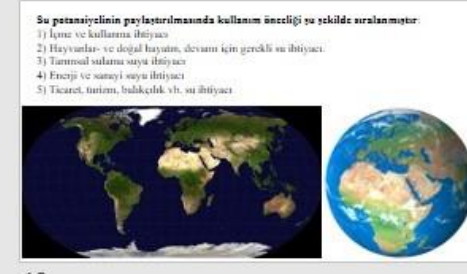 Su potansiyelinin paylaştırılmasında kullanım önceliği şu şekilde sıralanmıştır:
1) İçme ve kullanma ihtiyacı
2) Hayvanlar- ve doğal hayatın, devamı için gerekli su ihtiyacı.
3) Tarımsal sulama suyu ihtiyacı
4) Enerji ve sanayi suyu ihtiyacı
5) Ticaret, turizm, balıkçılık vb. su ihtiyacı